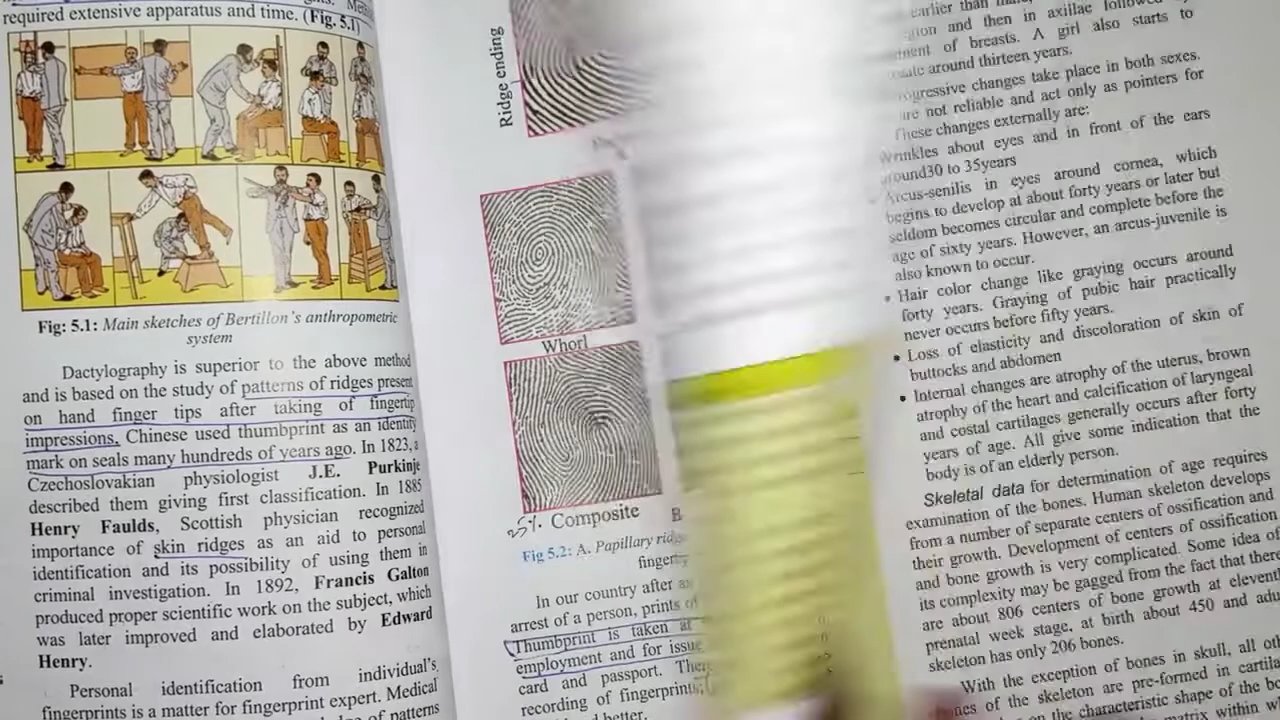 required extensive apparatus and time. (Fig. 5.1)
Fig: 5.1: Main sketches of Bertillon's anthropometric
system
Dactylography is superior to the above method
and is based on the study of patterns of ridges present
on hand finger tips after taking of fingertip
impressions. Chinese used thumbprint as an identity
mark on seals many hundreds of years ago. In 1823, a
Czechoslovakian physiologist J.E. Purkinje
described them giving first classification. In 1885
Henry Faulds, Scottish physician recognized
importance of skin ridges as an aid to personal
identification and its possibility of using them in
criminal investigation. In 1892, Francis Galton
produced proper scientific work on the subject, which
was later improved and elaborated by Edward
Henry.
Personal identification from individual's
fingerprints is a matter for fingerprint expert. Medical
of patterns
Ridge ending
Whorl
25%. Composite
Fig 5.2: A. Papillary
In our country after
arrest of a person, prints of
Thumbprint is taken at
employment and for issue
card and passport.
recording of fingerprints
better.
earlier than
and then in axillae followed
of breasts. A girl also starts to
around thirteen years.
changes take place in both sexes.
are not reliable and act only as pointers for
These changes externally are:
Wrinkles about eyes and in front of the ears
around30 to 35years
Arcus-senilis in eyes around cornea, which
begins to develop at about forty years or later but
seldom becomes circular and complete before the
age of sixty years. However, an arcus-juvenile is
also known to occur.
• Hair color change like graying occurs around
forty years. Graying of pubic hair practically
never occurs before fifty years.
• Loss of elasticity and discoloration of skin of
buttocks and abdomen
• Internal changes are atrophy of the uterus, brown
atrophy of the heart and calcification of laryngeal
and costal cartilages generally occurs after forty
years of age. All give some indication that the
body is of an elderly person.
Skeletal data for determination of age requires
examination of the bones. Human skeleton develops
from a number of separate centers of ossification and
their growth. Development of centers of ossification
and bone growth is very complicated. Some idea of
its complexity may be gagged from the fact that there
are about 806 centers of bone growth at
prenatal week stage, at birth about 450 and
skeleton has only 206 bones.
With the exception of bones in skull, all
of the skeleton are pre-formed in
on the characteristic shape of the
matrix within